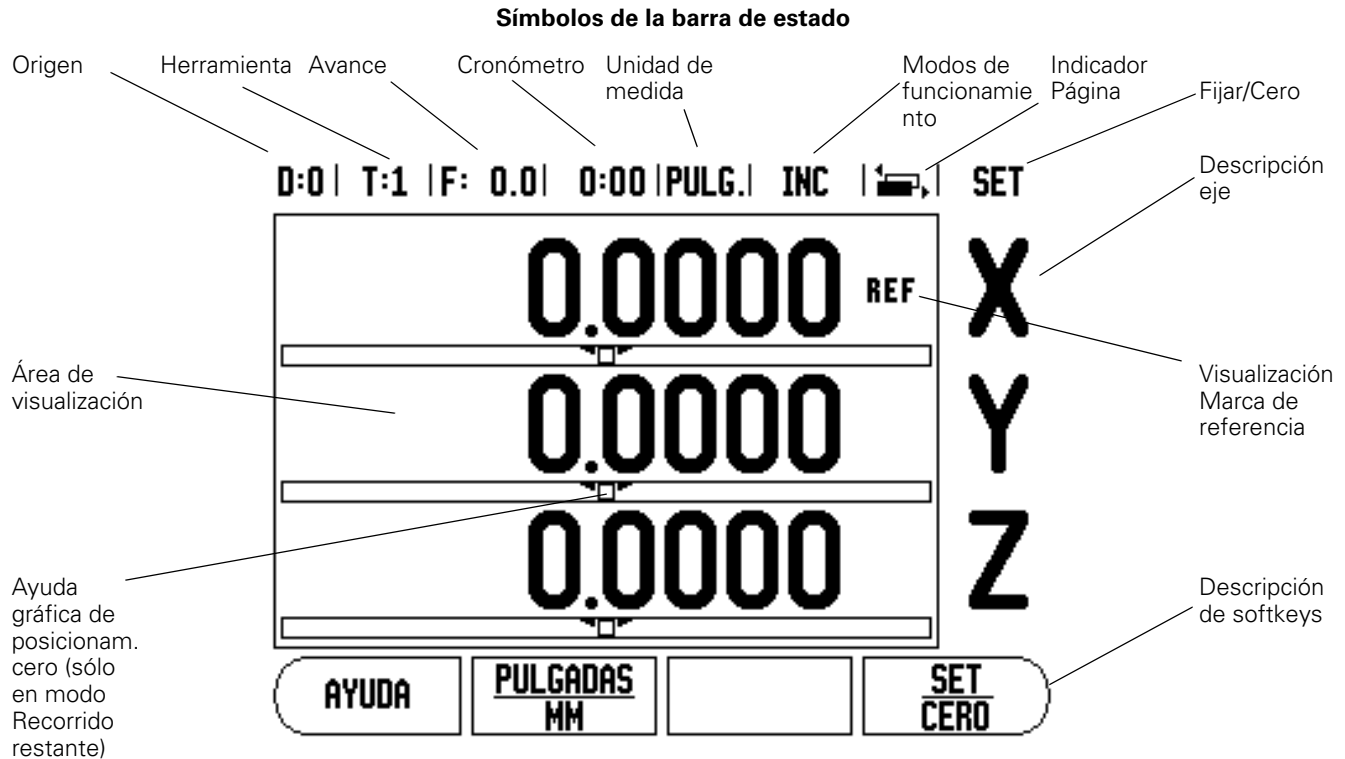 Símbolos de la barra de estado
Origen
Herramienta
Avance
Cronómetro
Unidad de
medida
Modos de
funcionamie
nto
Indicador
Página
Fijar/Cero
D:0 | T:1 | F: 0.0 | 0:00 | PULG. | INC | | SET
Descripción
eje
0.0000 REF X
Área de
visualización
0.0000 Y
Visualización
Marca de
referencia
0.0000 Z
Ayuda
gráfica de
posicionam.
cero (sólo
en modo
Recorrido
restante)
Descripción
de softkeys
AYUDA
PULGADAS
MM
SET
CERO